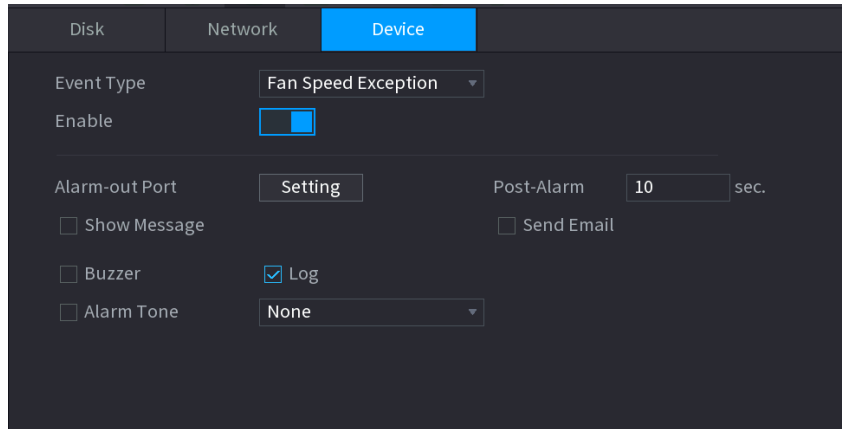 Disk Network Device
Event Type Fan Speed Exception
Enable
Alarm-out Port Setting Post-Alarm 10 sec.
Show Message Send Email
Buzzer Log
Alarm Tone None